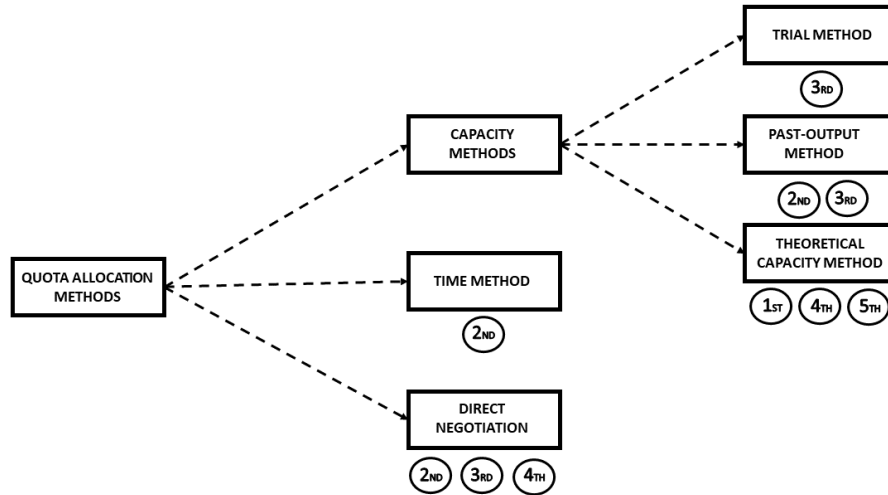 TRIAL METHOD
3RD
CAPACITY
METHODS
PAST-OUTPUT
METHOD
2ND 3RD
QUOTA ALLOCATION
METHODS
TIME METHOD
2ND
THEORETICAL
CAPACITY METHOD
1ST 4TH 5TH
DIRECT
NEGOTIATION
2ND 3RD 4TH